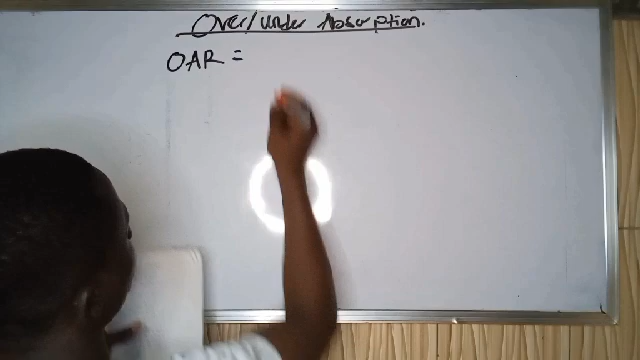 Over/under Absorption.
OAR =